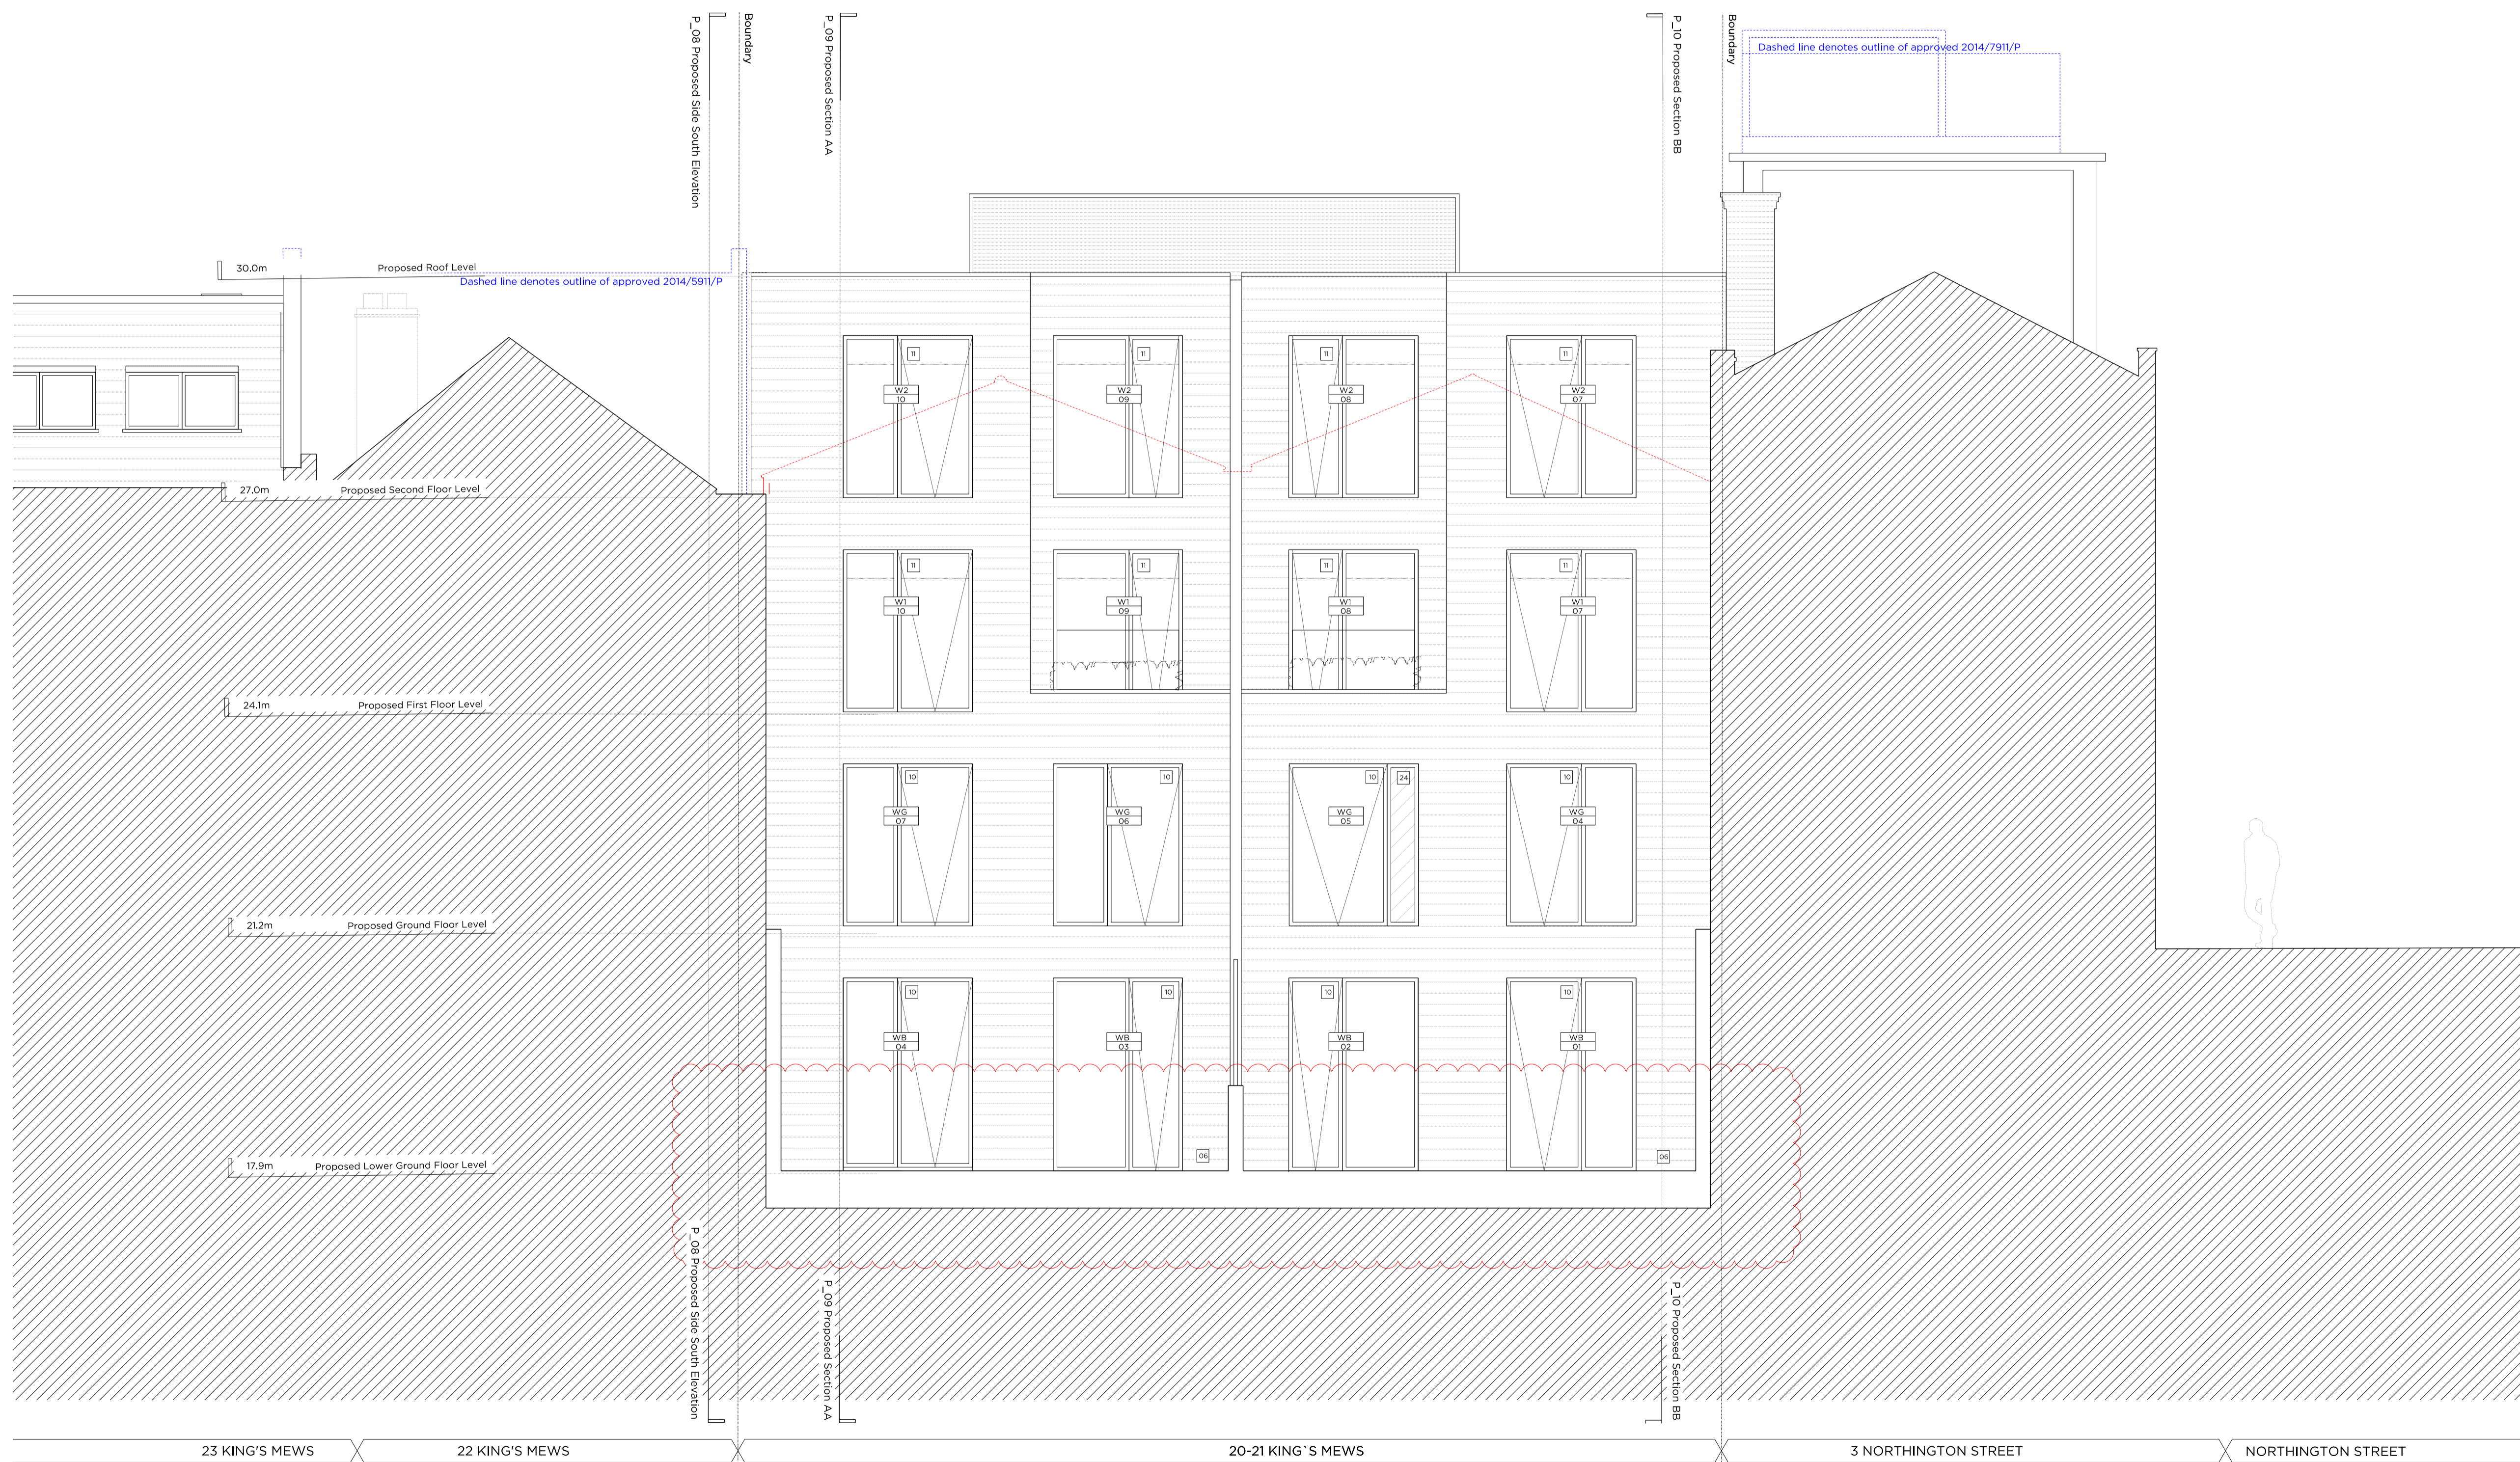 P_08 Proposed Side South Elevation
Boundary
P_09 Proposed Section AA
P_10 Proposed Section BB
Boundary
Dashed line denotes outline of approved 2014/7911/P
30.0m Proposed Roof Level
Dashed line denotes outline of approved 2014/5911/P
11
11
11
11
W2
10
W2
09
W2
08
W2
07
27.0m Proposed Second Floor Level
11
11
11
11
W1
10
W1
09
W1
08
W1
07
24.1m Proposed First Floor Level
10
10
10
24
10
WG
07
WG
06
WG
05
WG
04
21.2m Proposed Ground Floor Level
10
10
10
10
WB
04
WB
03
WB
02
WB
01
06
06
17.9m Proposed Lower Ground Floor Level
P_08 Proposed Side South Elevation
P_09 Proposed Section AA
P_10 Proposed Section BB
23 KING'S MEWS
22 KING'S MEWS
20-21 KING`S MEWS
3 NORTHINGTON STREET
NORTHINGTON STREET